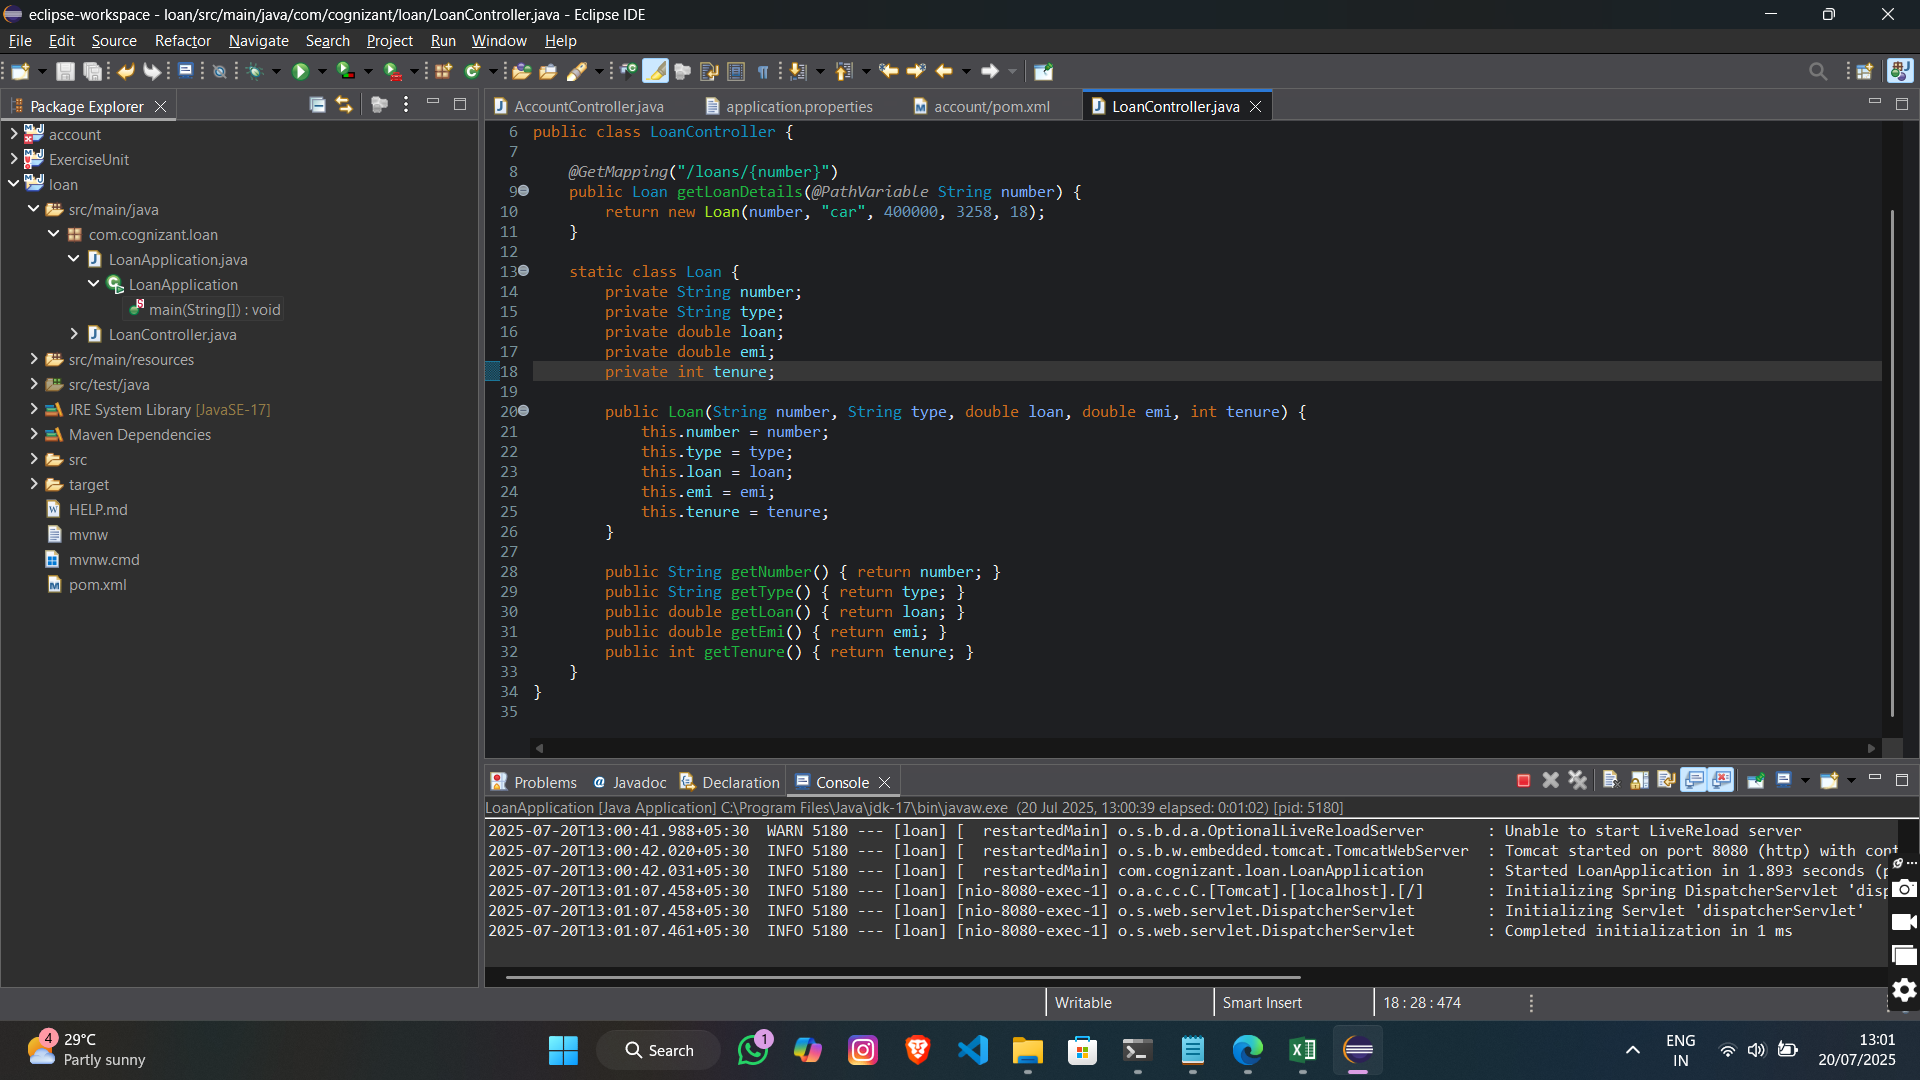 eclipse-workspace - loan/src/main/java/com/cognizant/loan/LoanController.java - Eclipse IDE
File Edit Source Refactor Navigate Search Project Run Window Help
Package Explorer
account
ExerciseUnit
loan
src/main/java
com.cognizant.loan
LoanApplication.java
LoanApplication
main(String[]) : void
LoanController.java
src/main/resources
src/test/java
JRE System Library [JavaSE-17]
Maven Dependencies
src
target
HELP.md
mvnw
mvnw.cmd
pom.xml
AccountController.java application.properties account/pom.xml LoanController.java
6 public class LoanController {
7
8 @GetMapping("/loans/{number}")
9 public Loan getLoanDetails(@PathVariable String number) {
10 return new Loan(number, "car", 400000, 3258, 18);
11 }
12
13 static class Loan {
14 private String number;
15 private String type;
16 private double loan;
17 private double emi;
18 private int tenure;
19
20 public Loan(String number, String type, double loan, double emi, int tenure) {
21 this.number = number;
22 this.type = type;
23 this.loan = loan;
24 this.emi = emi;
25 this.tenure = tenure;
26 }
27
28 public String getNumber() { return number; }
29 public String getType() { return type; }
30 public double getLoan() { return loan; }
31 public double getEmi() { return emi; }
32 public int getTenure() { return tenure; }
33 }
34 }
35
Problems Javadoc Declaration Console
LoanApplication [Java Application] C:\Program Files\Java\jdk-17\bin\javaw.exe (20 Jul 2025, 13:00:39 elapsed: 0:01:02) [pid: 5180]
2025-07-20T13:00:41.988+05:30 WARN 5180 --- [loan] [ restartedMain] o.s.b.d.a.OptionalLiveReloadServer : Unable to start LiveReload server
2025-07-20T13:00:42.020+05:30 INFO 5180 --- [loan] [ restartedMain] o.s.b.w.embedded.tomcat.TomcatWebServer : Tomcat started on port 8080 (http) with cont
2025-07-20T13:00:42.031+05:30 INFO 5180 --- [loan] [ restartedMain] com.cognizant.loan.LoanApplication : Started LoanApplication in 1.893 seconds (p
2025-07-20T13:01:07.458+05:30 INFO 5180 --- [loan] [nio-8080-exec-1] o.a.c.c.C.[Tomcat].[localhost].[/] : Initializing Spring DispatcherServlet 'disp
2025-07-20T13:01:07.458+05:30 INFO 5180 --- [loan] [nio-8080-exec-1] o.s.web.servlet.DispatcherServlet : Initializing Servlet 'dispatcherServlet'
2025-07-20T13:01:07.461+05:30 INFO 5180 --- [loan] [nio-8080-exec-1] o.s.web.servlet.DispatcherServlet : Completed initialization in 1 ms
Writable Smart Insert 18 : 28 : 474
4
29°C
Partly sunny
Search
1
ENG
IN
13:01
20/07/2025